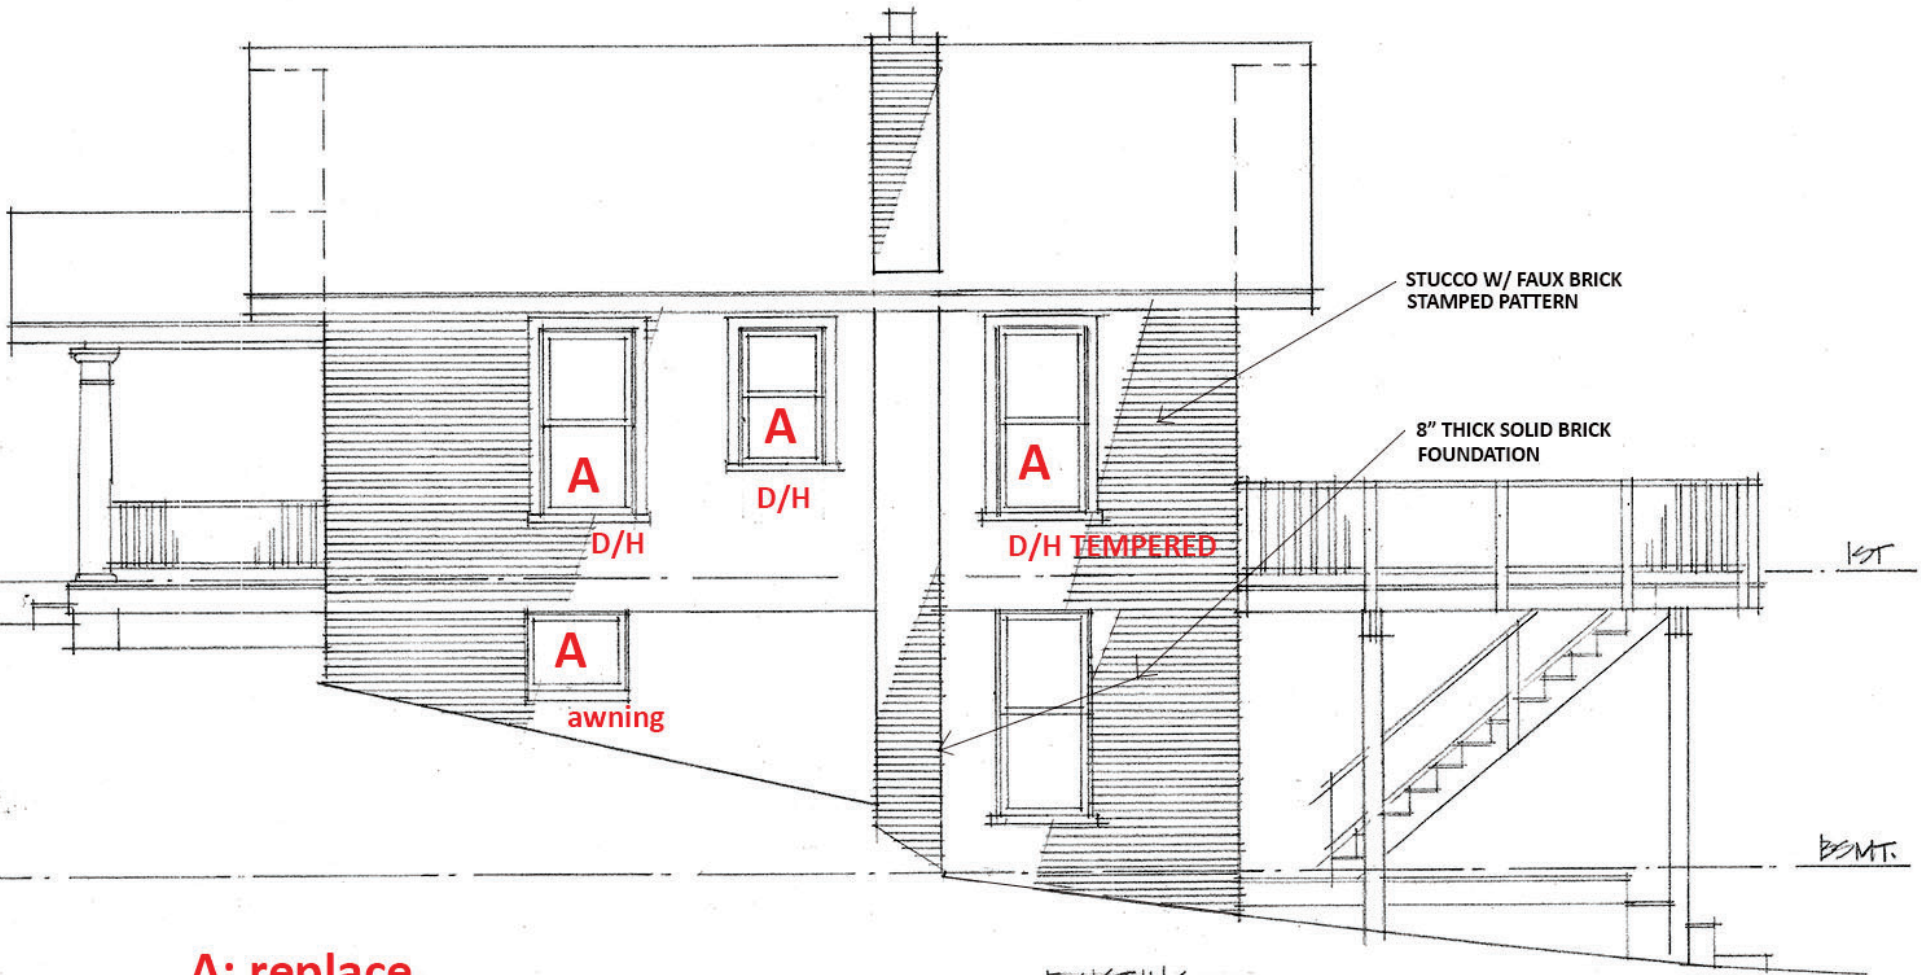 STUCCO W/ FAUX BRICK
STAMPED PATTERN
8” THICK SOLID BRICK
FOUNDATION
A
A
A
D/H
D/H
D/H TEMPERED
1ST
A
awning
BSMT.
A: replace